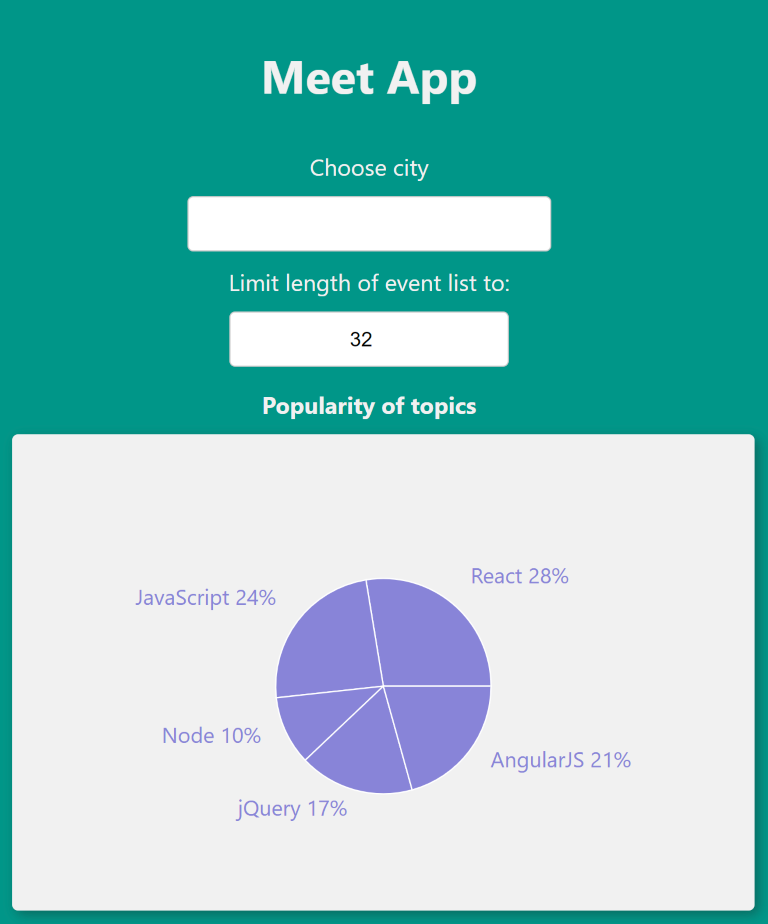 Meet App
Choose city
Limit length of event list to:
32
Popularity of topics
React 28%
JavaScript 24%
Node 10%
AngularJS 21%
jQuery 17%